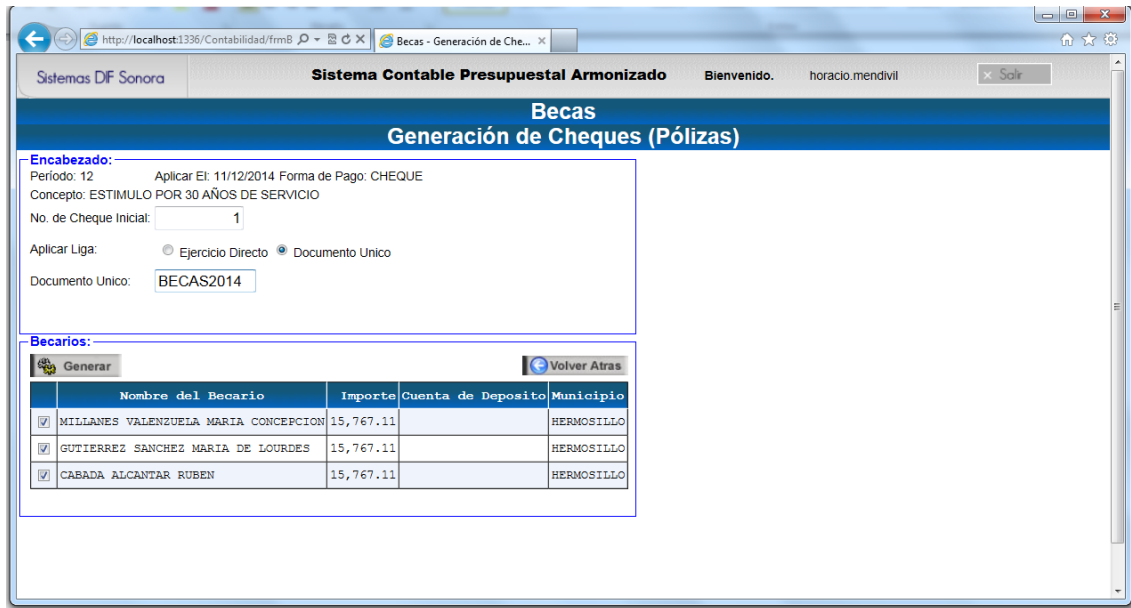 http://localhost:1336/Contabilidad/frmB
Becas - Generación de Che...
Sistemas DIF Sonora
Sistema Contable Presupuestal Armonizado
Bienvenido.
horacio.mendivil
Salir
Becas
Generación de Cheques (Pólizas)
Encabezado:
Período: 12 Aplicar El: 11/12/2014 Forma de Pago: CHEQUE
Concepto: ESTIMULO POR 30 AÑOS DE SERVICIO
No. de Cheque Inicial: 1
Aplicar Liga: Ejercicio Directo Documento Unico
Documento Unico: BECAS2014
Becarios:
Generar Volver Atras
Nombre del Becario Importe Cuenta de Deposito Municipio
MILLANES VALENZUELA MARIA CONCEPCION 15,767.11 HERMOSILLO
GUTIERREZ SANCHEZ MARIA DE LOURDES 15,767.11 HERMOSILLO
CABADA ALCANTAR RUBEN 15,767.11 HERMOSILLO